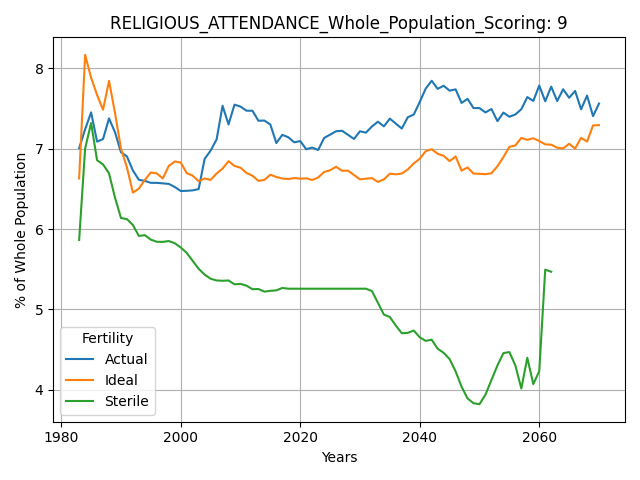 RELIGIOUS_ATTENDANCE_Whole_Population_Scoring: 9
% of Whole Population
8
7
6
5
4
Fertility
Actual
Ideal
Sterile
1980
2000
2020
2040
2060
Years